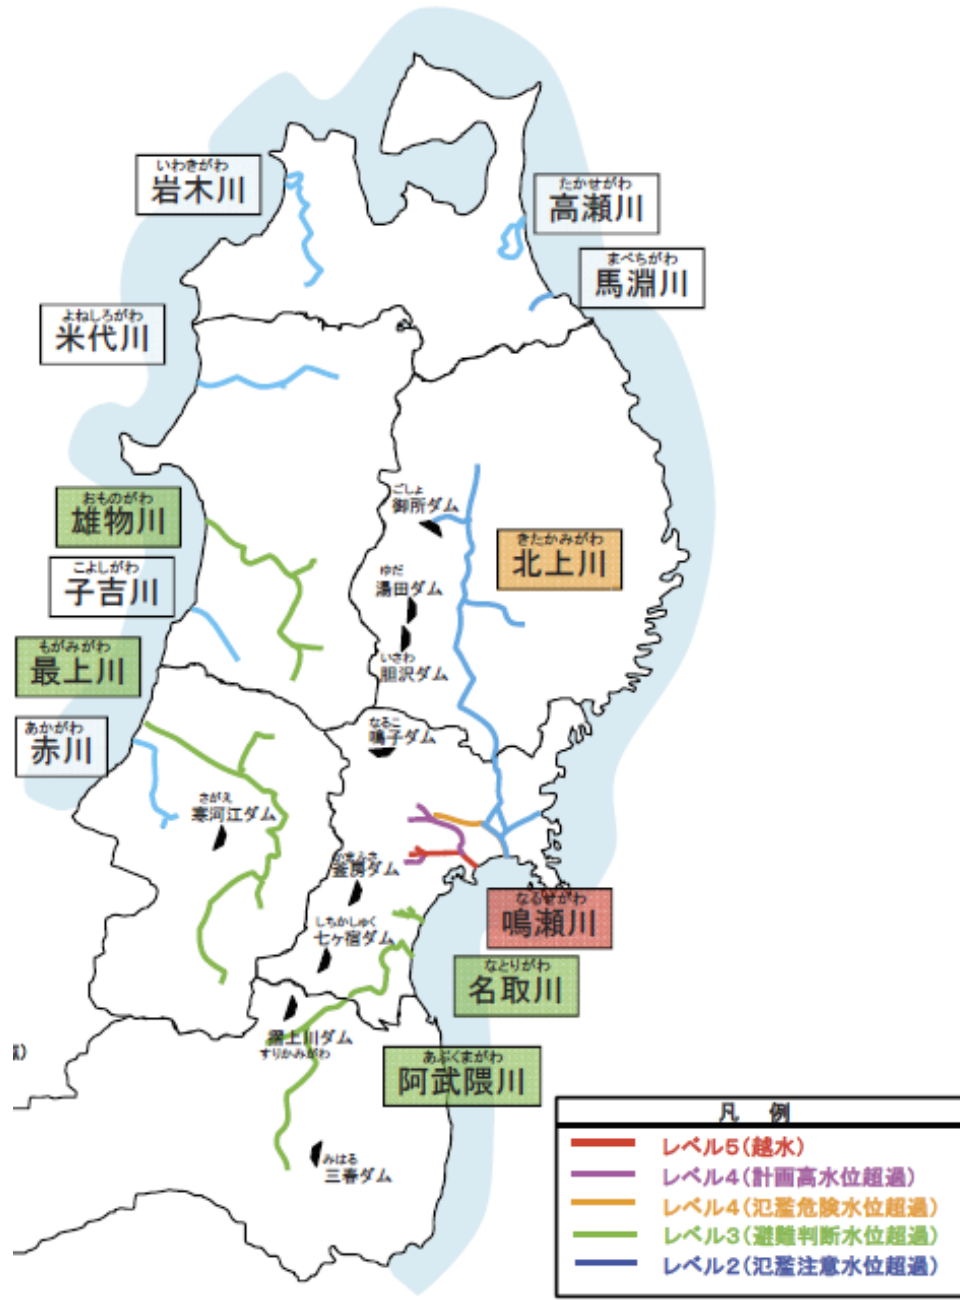 いわきがわ
岩木川
たかせがわ
高瀬川
まべちがわ
馬淵川
よねしろがわ
米代川
おものがわ
雄物川
ごしょ
御所ダム
きたかみがわ
北上川
こよしがわ
子吉川
ゆだ
湯田ダム
もがみがわ
最上川
いさわ
胆沢ダム
あかがわ
赤川
なるこ
鳴子ダム
さがえ
寒河江ダム
かまふさ
釜房ダム
なるせがわ
鳴瀬川
しちかしゅく
七ヶ宿ダム
なとりがわ
名取川
摺上川ダム
すりかみがわ
あぶくまがわ
阿武隈川
みはる
三春ダム
凡 例
レベル5(越水)
レベル4(計画高水位超過)
レベル4(氾濫危険水位超過)
レベル3(避難判断水位超過)
レベル2(氾濫注意水位超過)